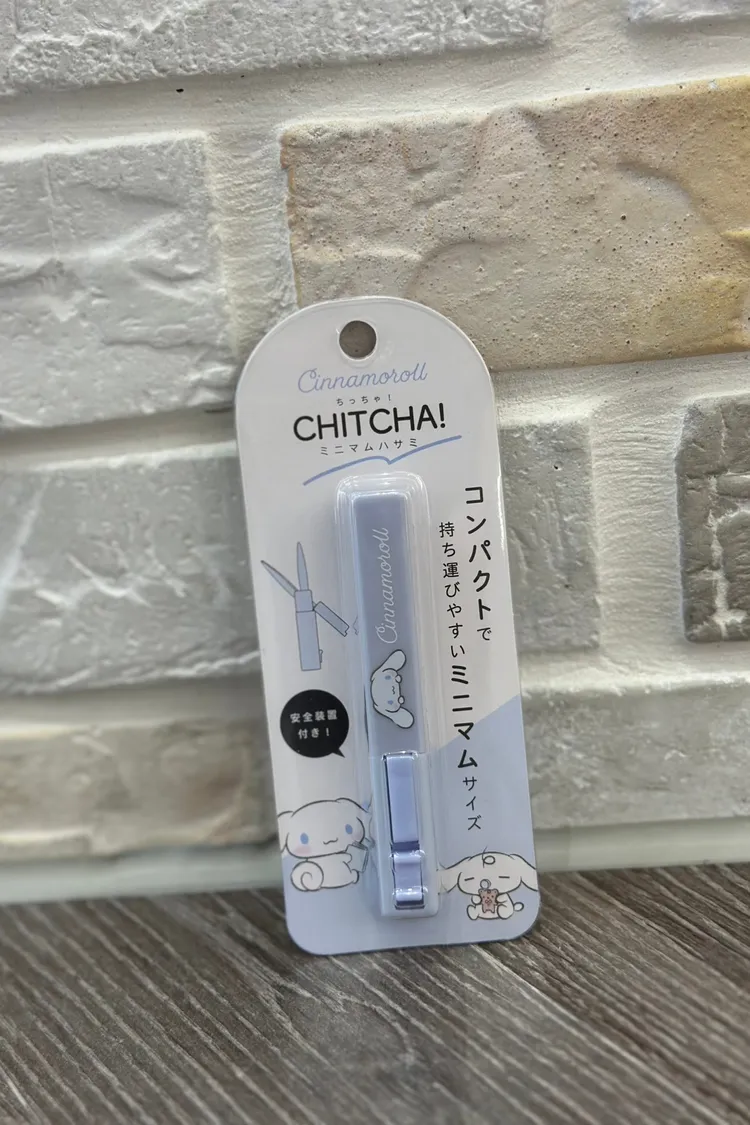 Cinnamoroll
ちっちゃ！
CHITCHA!
ミニマムハサミ
コンパクトで
持ち運びやすいミニマムサイズ
Cinnamoroll
安全装置
付き！